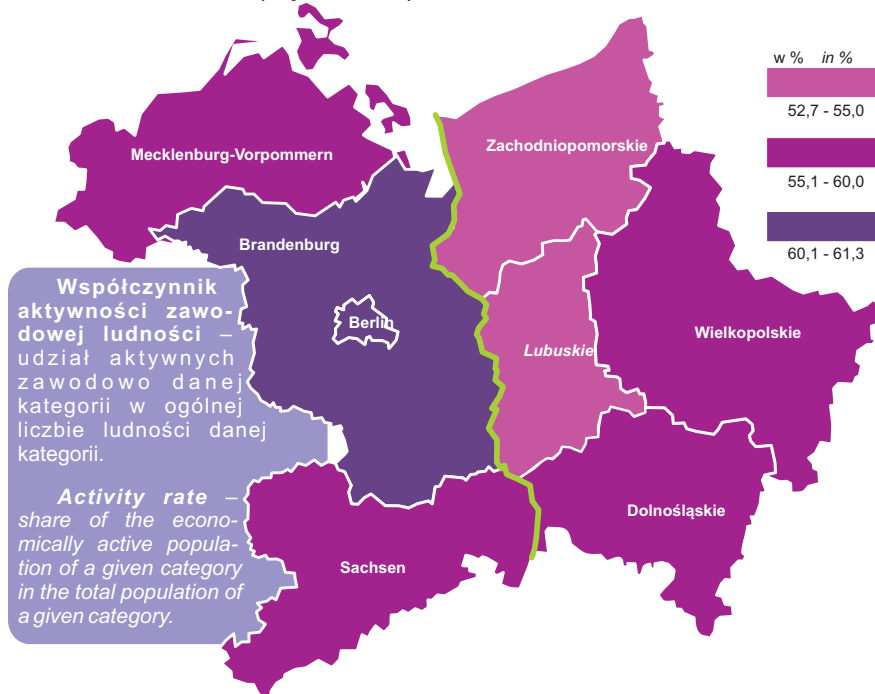 w % in %
52,7 - 55,0
55,1 - 60,0
60,1 - 61,3
Mecklenburg-Vorpommern
Zachodniopomorskie
Brandenburg
Berlin
Lubuskie
Wielkopolskie
Dolnośląskie
Sachsen
Współczynnik
aktywności zawo-
dowej ludności –
udział aktywnych
zawodowo danej
kategorii w ogólnej
liczbie ludności danej
kategorii.
Activity rate –
share of the econo-
mically active popula-
tion of a given category
in the total population of
a given category.